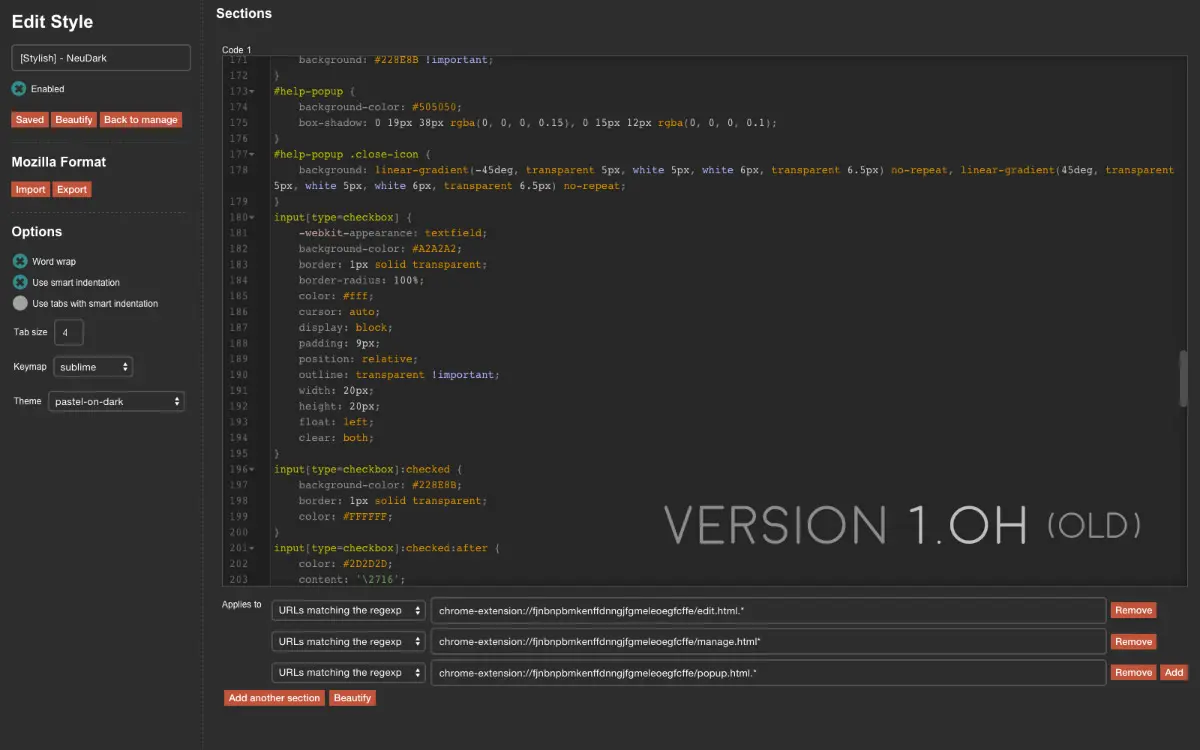 Edit Style
[Stylish] - NeuDark
Enabled
Saved Beautify Back to manage
Mozilla Format
Import Export
Options
Word wrap
Use smart indentation
Use tabs with smart indentation
Tab size 4
Keymap sublime
Theme pastel-on-dark
Sections
Code 1
171 background: #228E8B !important;
172 }
173 #help-popup {
174 background-color: #505050;
175 box-shadow: 0 19px 38px rgba(0, 0, 0, 0.15), 0 15px 12px rgba(0, 0, 0, 0.1);
176 }
177 #help-popup .close-icon {
178 background: linear-gradient(-45deg, transparent 5px, white 5px, white 6px, transparent 6.5px) no-repeat, linear-gradient(45deg, transparent
5px, white 5px, white 6px, transparent 6.5px) no-repeat;
179 }
180 input[type=checkbox] {
181 -webkit-appearance: textfield;
182 background-color: #A2A2A2;
183 border: 1px solid transparent;
184 border-radius: 100%;
185 color: #fff;
186 cursor: auto;
187 display: block;
188 padding: 9px;
189 position: relative;
190 outline: transparent !important;
191 width: 20px;
192 height: 20px;
193 float: left;
194 clear: both;
195 }
196 input[type=checkbox]:checked {
197 background-color: #228E8B;
198 border: 1px solid transparent;
199 color: #FFFFFF;
200 }
201 input[type=checkbox]:checked:after {
202 color: #2D2D2D;
203 content: '\2716';
VERSION 1.OH (OLD)
Applies to URLs matching the regexp chrome-extension://fjnbnpbmkenffdnngjfgmeleoegfcffe/edit.html.* Remove
URLs matching the regexp chrome-extension://fjnbnpbmkenffdnngjfgmeleoegfcffe/manage.html* Remove
URLs matching the regexp chrome-extension://fjnbnpbmkenffdnngjfgmeleoegfcffe/popup.html.* Remove Add
Add another section Beautify